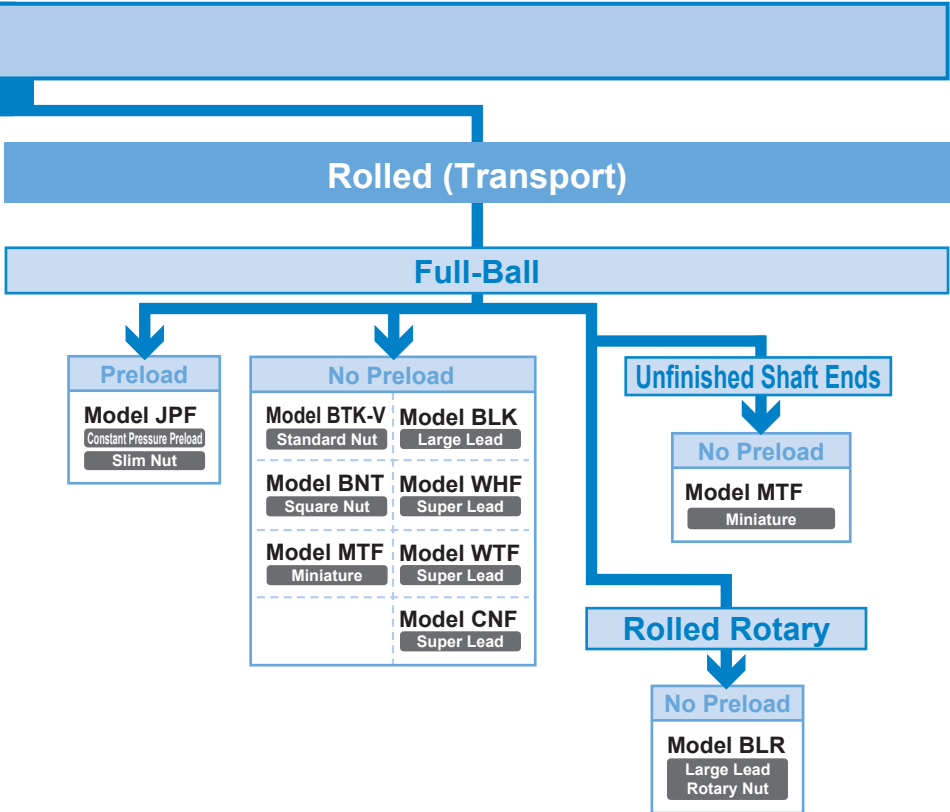 Rolled (Transport)
Full-Ball
Preload
Model JPF
Constant Pressure Preload
Slim Nut
No Preload
Model BTK-V
Standard Nut
Model BLK
Large Lead
Model BNT
Square Nut
Model WHF
Super Lead
Model MTF
Miniature
Model WTF
Super Lead
Model CNF
Super Lead
Unfinished Shaft Ends
No Preload
Model MTF
Miniature
Rolled Rotary
No Preload
Model BLR
Large Lead
Rotary Nut